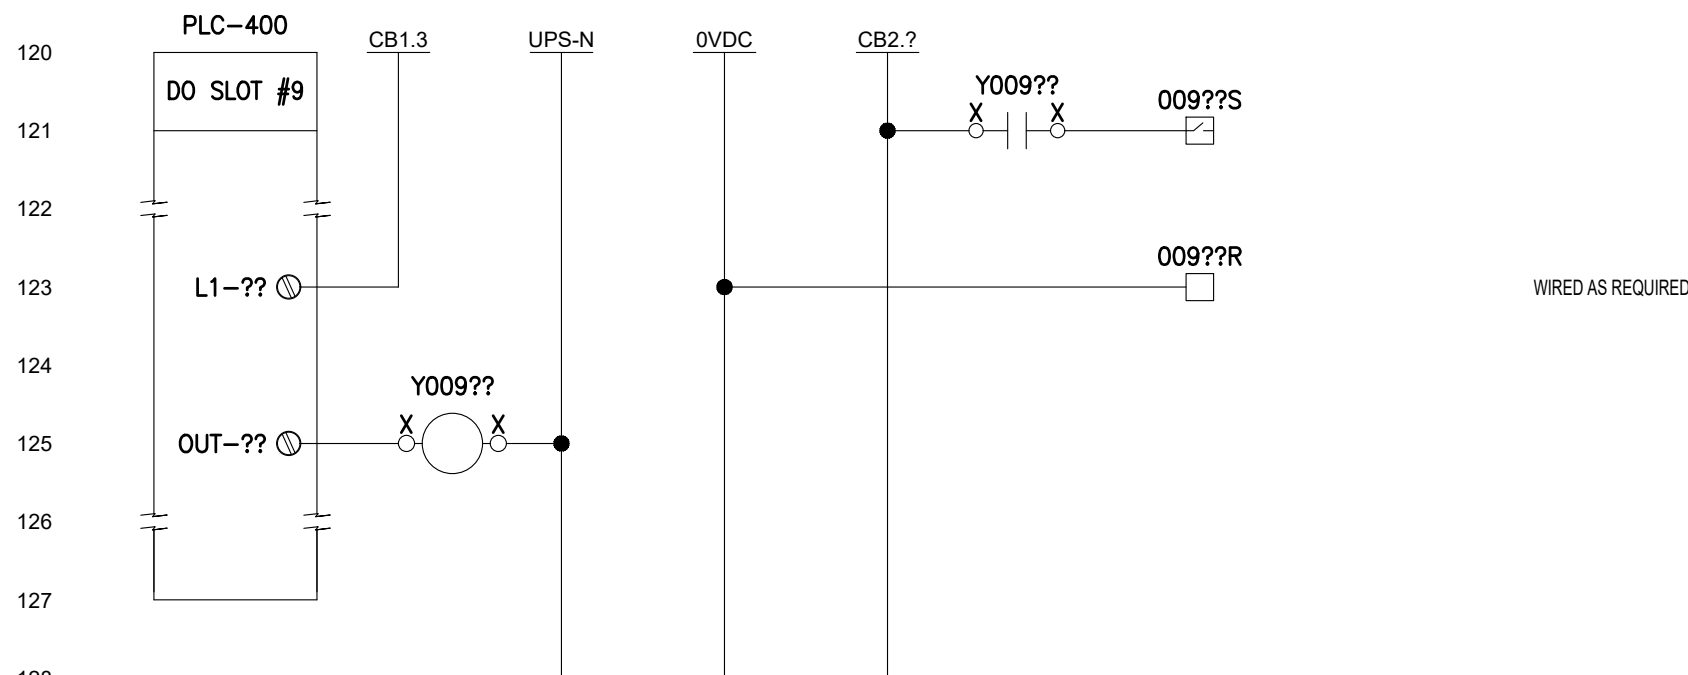 PLC-400
120
CB1.3
UPS-N
0VDC
CB2.?
DO SLOT #9
Y009??
009??S
X
X
121
122
009??R
L1-??
123
WIRED AS REQUIRED
124
Y009??
X
X
OUT-??
125
126
127